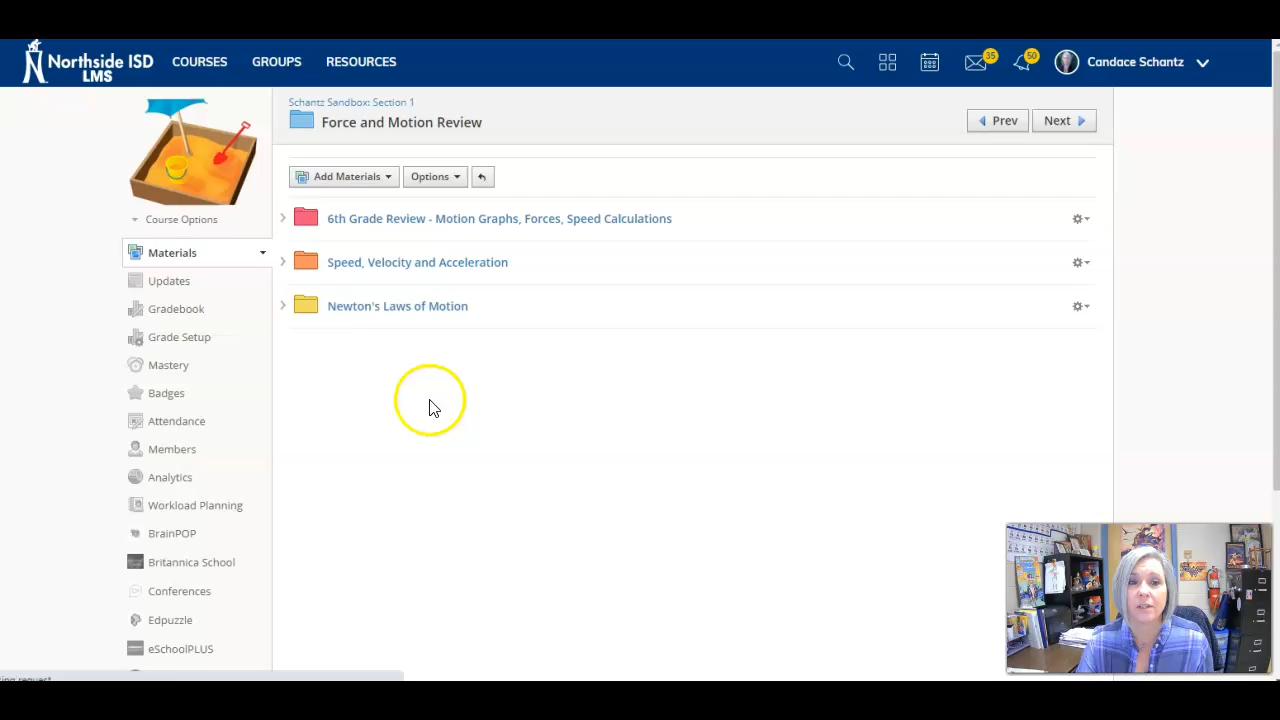 Northside ISD
LMS
COURSES
GROUPS
RESOURCES
35
50
Candace Schantz
Schantz Sandbox: Section 1
Force and Motion Review
Prev
Next
Add Materials
Options
Course Options
6th Grade Review - Motion Graphs, Forces, Speed Calculations
Speed, Velocity and Acceleration
Newton's Laws of Motion
Materials
Updates
Gradebook
Grade Setup
Mastery
Badges
Attendance
Members
Analytics
Workload Planning
BrainPOP
Britannica School
Conferences
Edpuzzle
eSchoolPLUS